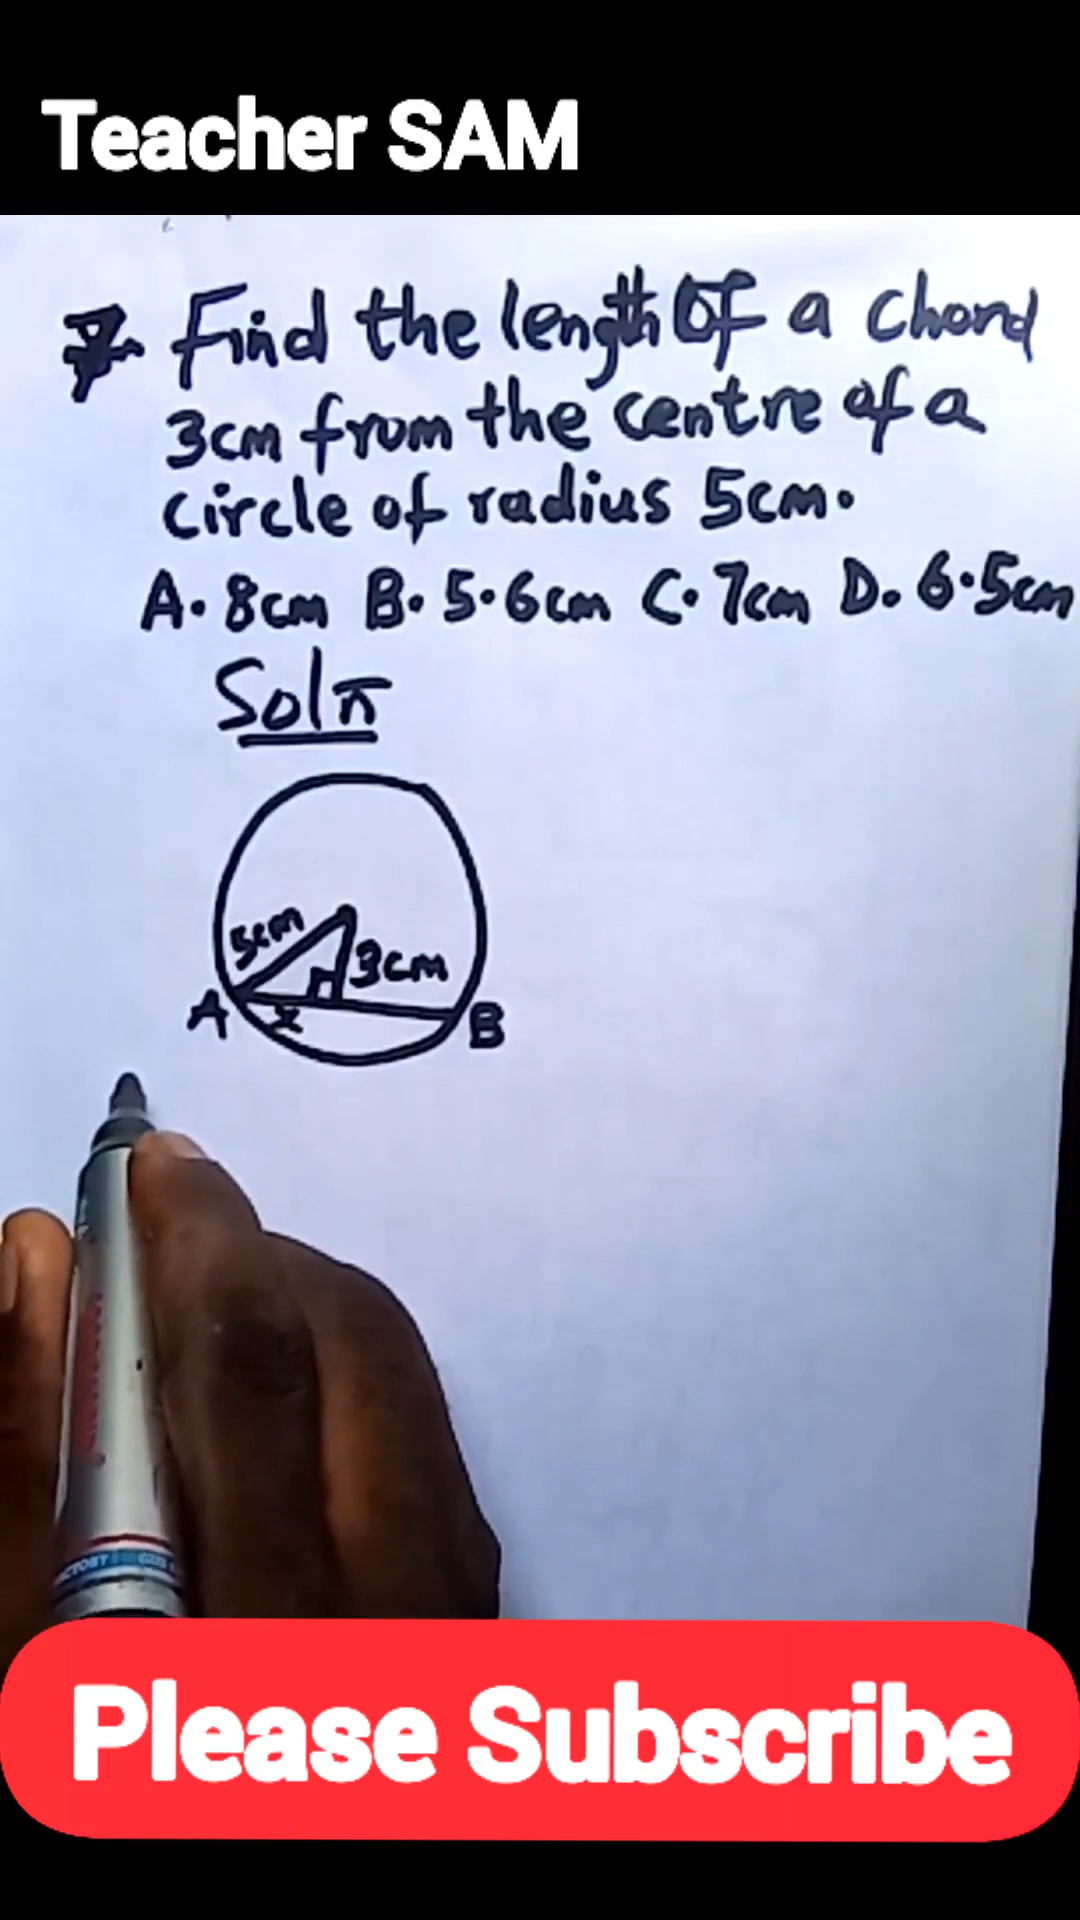 Teacher SAM
Find the length of a chord
3cm from the centre of a
circle of radius 5cm.
A. 8cm B. 5.6cm C. 7cm D. 6.5cm
Soln
5cm
3cm
A x B
Please Subscribe